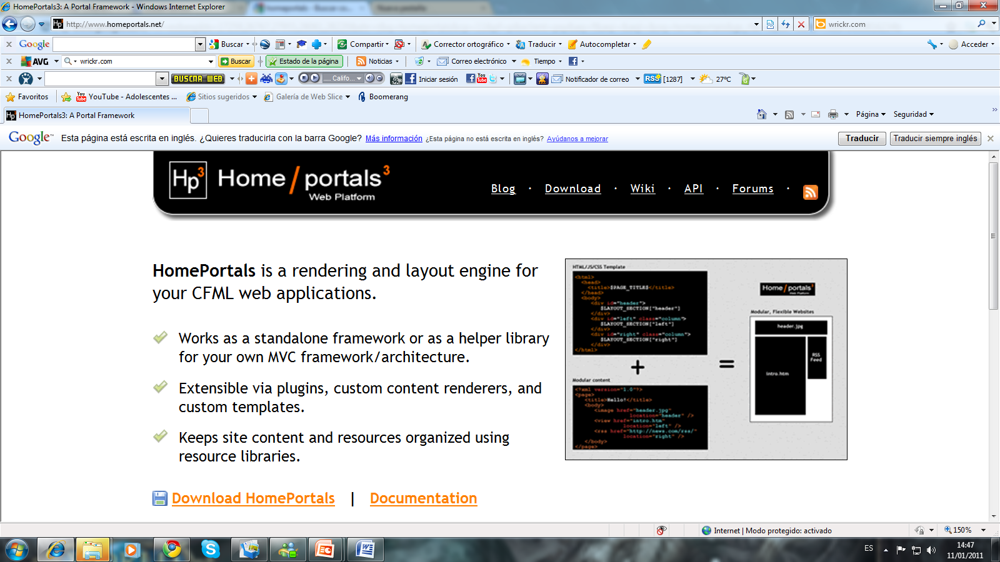 HomePortals3: A Portal Framework - Windows Internet Explorer
http://www.homeportals.net/
wrickr.com
Google
Buscar
Compartir
Corrector ortográfico
Traducir
Autocompletar
Acceder
AVG
wrickr.com
Buscar
Estado de la página
Noticias
Correo electrónico
Tiempo
BUSCAR WEB
..... Califo...
Iniciar sesión
Notificador de correo
RSS [1287]
27ºC
Favoritos
YouTube - Adolescentes ...
Sitios sugeridos
Galería de Web Slice
Boomerang
HomePortals3: A Portal Framework
Página
Seguridad
Google™ Esta página está escrita en inglés. ¿Quieres traducirla con la barra Google? Más información ¿Esta página no está escrita en inglés? Ayúdanos a mejorar
Traducir
Traducir siempre inglés
Hp3 Home/portals3
Web Platform
Blog · Download · Wiki · API · Forums ·
HomePortals is a rendering and layout engine for
your CFML web applications.
Works as a standalone framework or as a helper library
for your own MVC framework/architecture.
Extensible via plugins, custom content renderers, and
custom templates.
Keeps site content and resources organized using
resource libraries.
Download HomePortals | Documentation
HTML/JS/CSS Template
<html>
<head>
<title>$PAGE_TITLE$</title>
</head>
<body>
<div id="header">
$LAYOUT_SECTION["header"]
</div>
<div id="left" class="column">
$LAYOUT_SECTION["left"]
</div>
<div id="right" class="column">
$LAYOUT_SECTION["right"]
</div>
</html>
+
Modular content
<?xml version="1.0"?>
<page>
<title>Hello!</title>
<body>
<image href="header.jpg"
location="header" />
<view href="intro.htm"
location="left" />
<rss href="http://news.com/rss/"
location="right" />
</body>
</page>
=
Home/portals3
Web Platform
Modular, Flexible Websites
header.jpg
intro.htm
RSS
Feed
Internet | Modo protegido: activado
150%
ES
14:47
11/01/2011